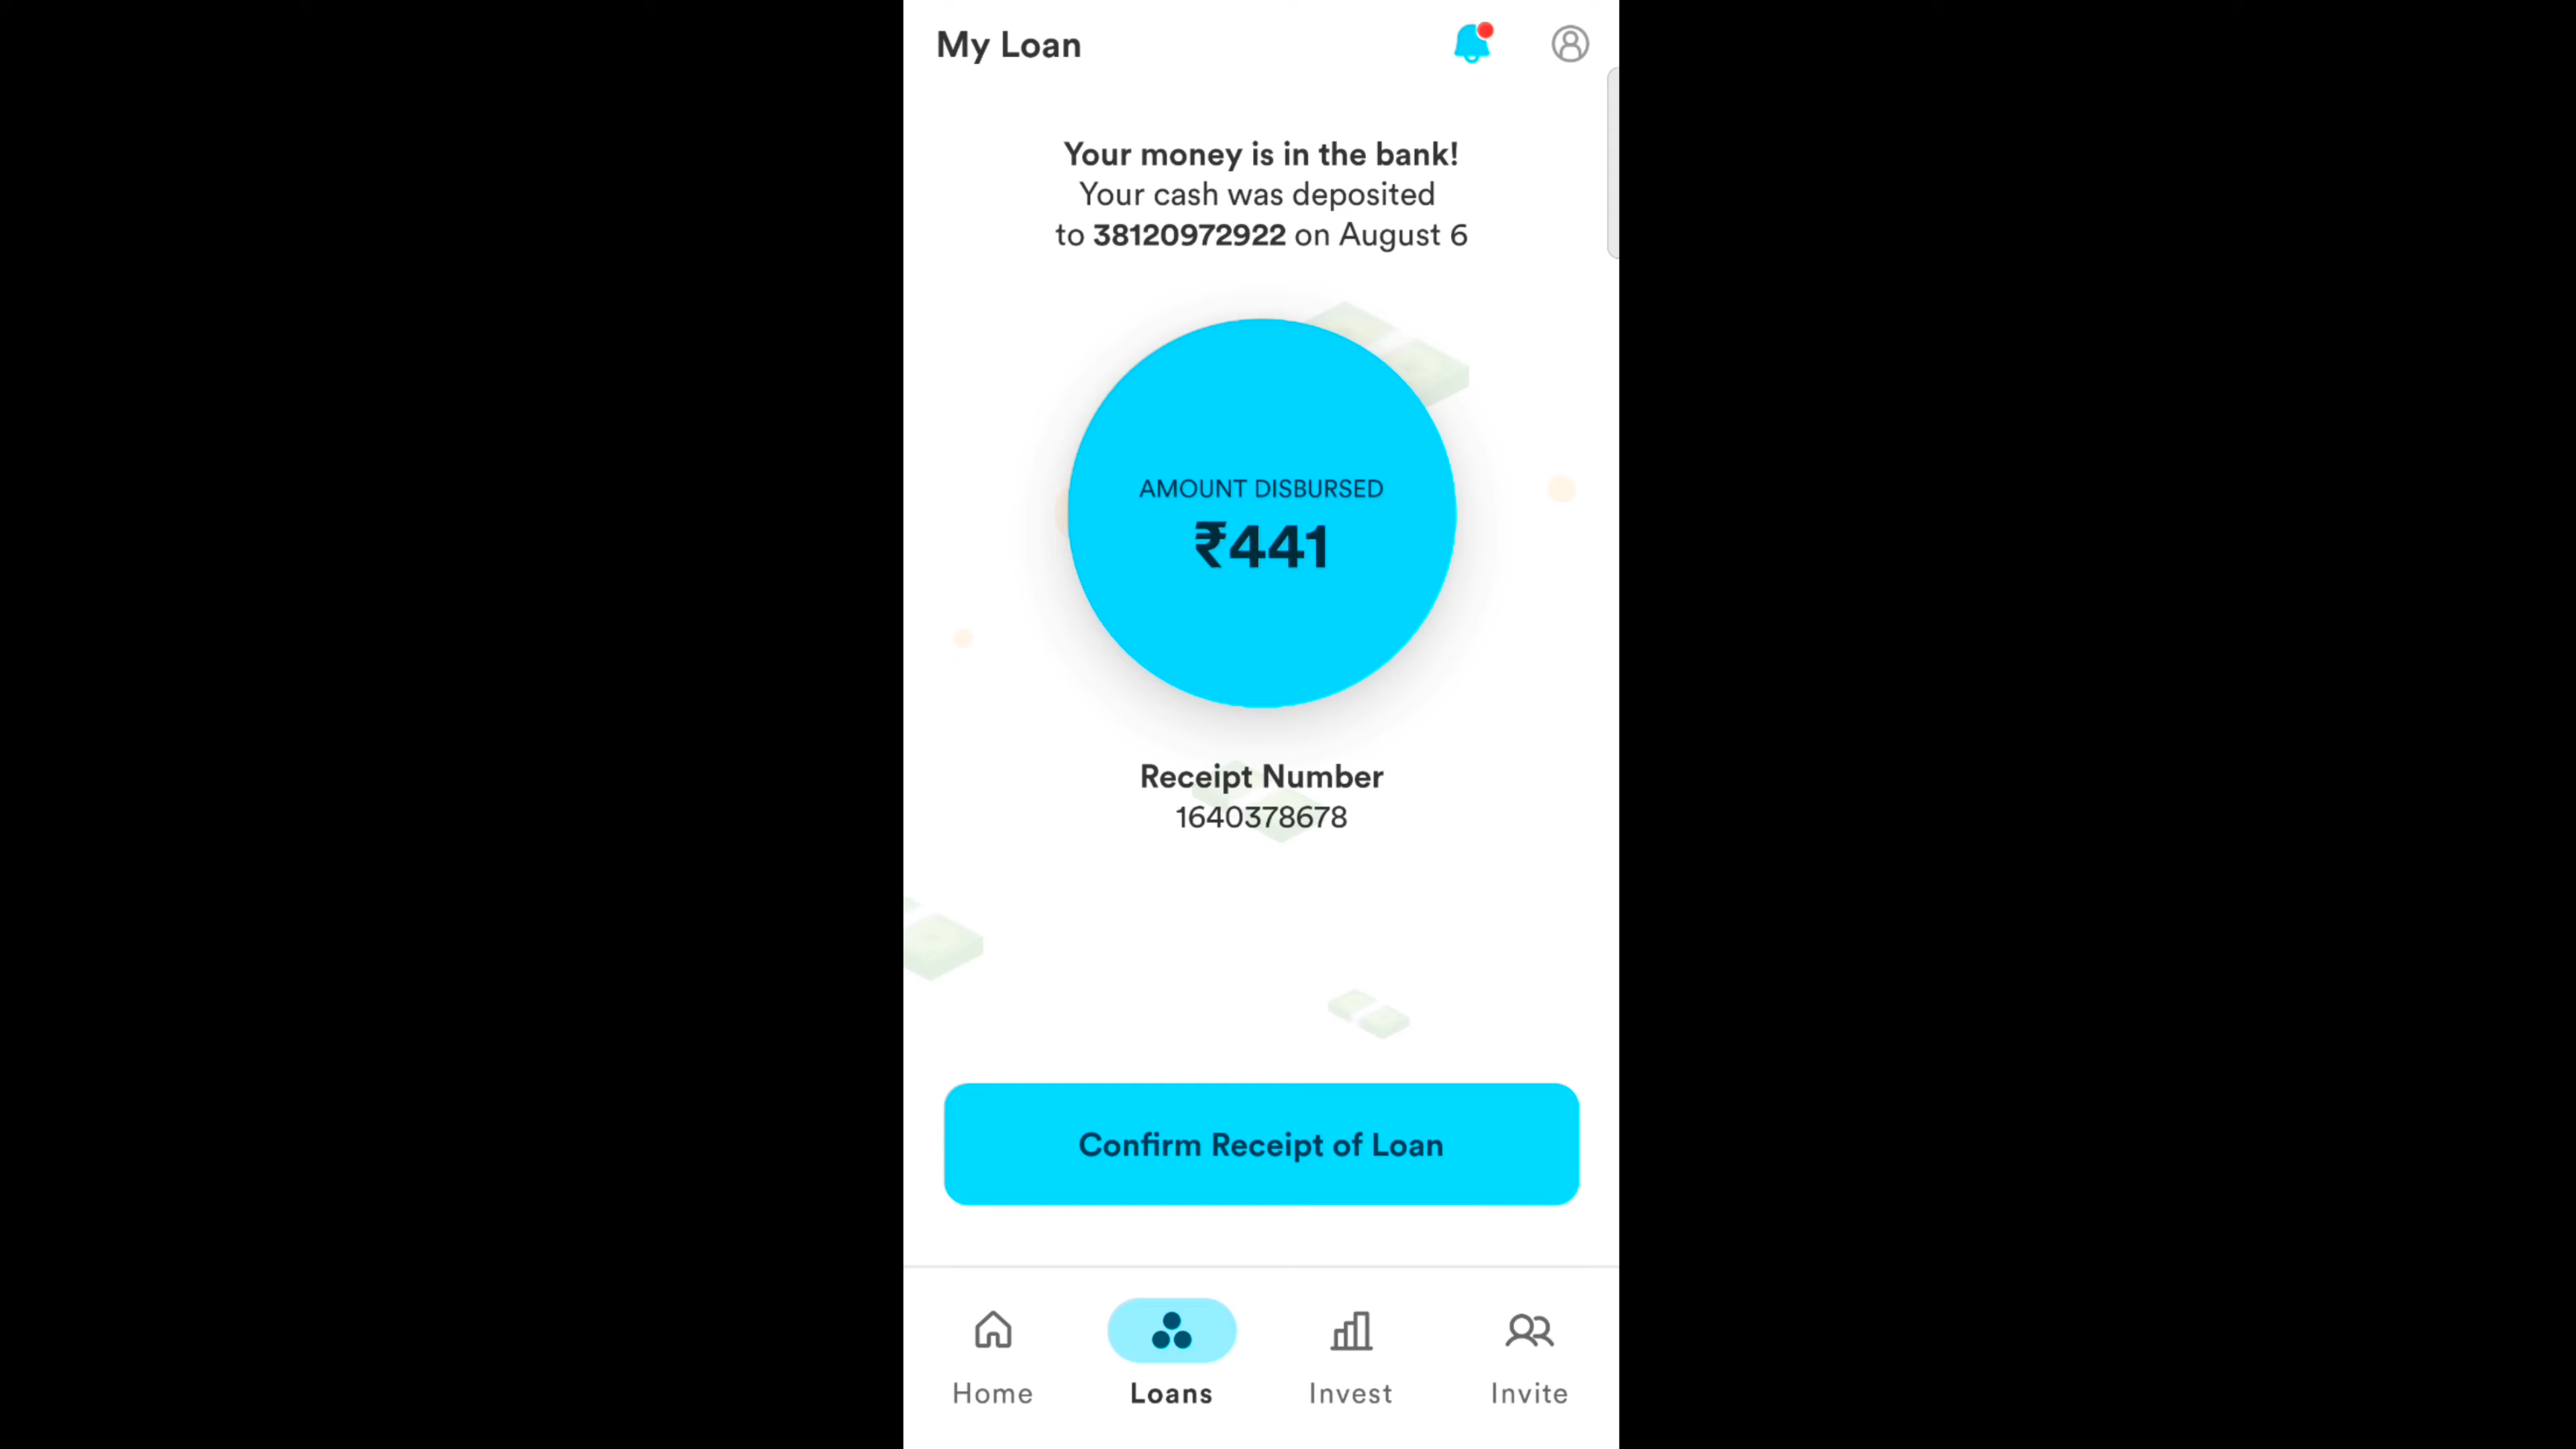 My Loan
Your money is in the bank!
Your cash was deposited
to 38120972922 on August 6
AMOUNT DISBURSED
₹441
Receipt Number
1640378678
Confirm Receipt of Loan
Home Loans Invest Invite